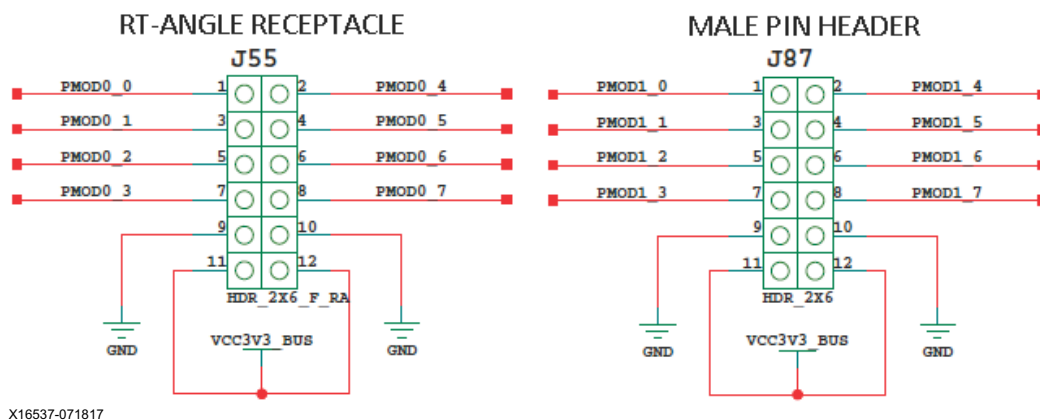 RT-ANGLE RECEPTACLE MALE PIN HEADER
J55 J87
PMOD0_0 1 2 PMOD0_4 PMOD1_0 1 2 PMOD1_4
PMOD0_1 3 4 PMOD0_5 PMOD1_1 3 4 PMOD1_5
PMOD0_2 5 6 PMOD0_6 PMOD1_2 5 6 PMOD1_6
PMOD0_3 7 8 PMOD0_7 PMOD1_3 7 8 PMOD1_7
9 10 9 10
11 12 11 12
HDR_2X6_F_RA HDR_2X6
GND VCC3V3_BUS GND GND VCC3V3_BUS GND
X16537-071817